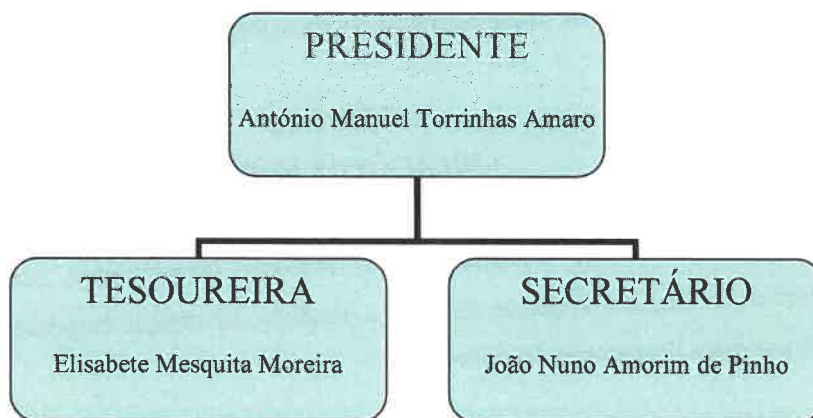 PRESIDENTE
António Manuel Torrinhas Amaro
TESOUREIRA
Elisabete Mesquita Moreira
SECRETÁRIO
João Nuno Amorim de Pinho